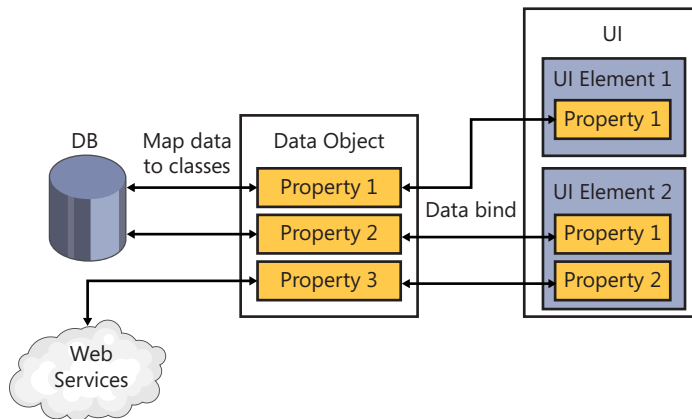 UI
UI Element 1
Property 1
DB
Map data
to classes
Data Object
Property 1
Property 2
Property 3
Data bind
UI Element 2
Property 1
Property 2
Web
Services